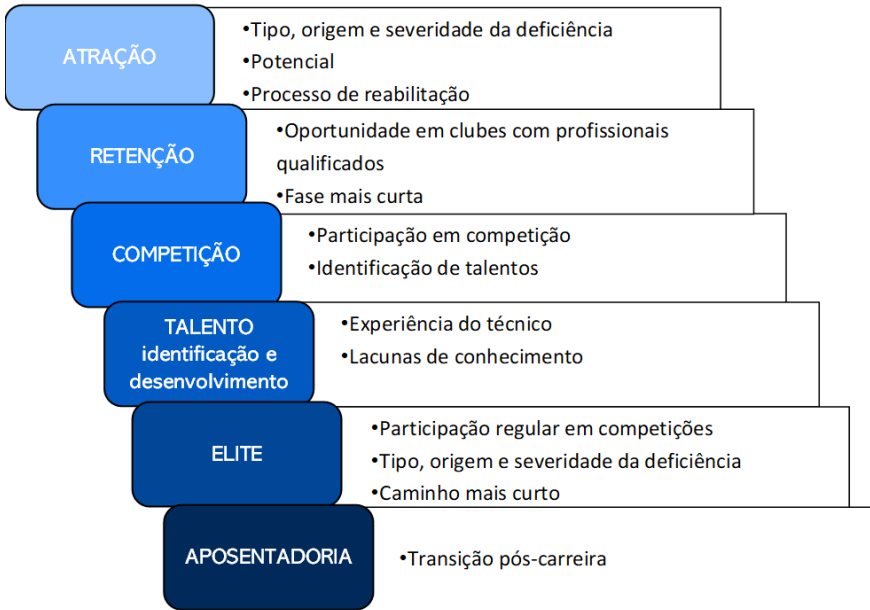 ATRAÇÃO
•Tipo, origem e severidade da deficiência
•Potencial
•Processo de reabilitação
RETENÇÃO
•Oportunidade em clubes com profissionais
qualificados
•Fase mais curta
COMPETIÇÃO
•Participação em competição
•Identificação de talentos
TALENTO
identificação e
desenvolvimento
•Experiência do técnico
•Lacunas de conhecimento
ELITE
•Participação regular em competições
•Tipo, origem e severidade da deficiência
•Caminho mais curto
APOSENTADORIA
•Transição pós-carreira